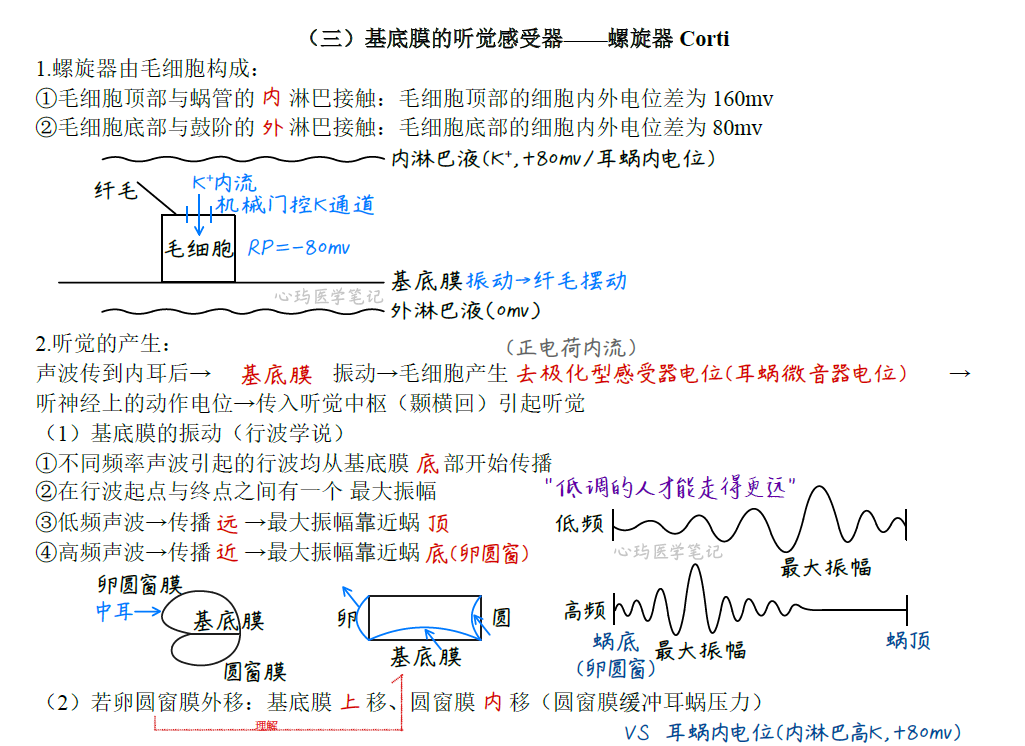 （三）基底膜的听觉感受器——螺旋器 Corti
1.螺旋器由毛细胞构成：
①毛细胞顶部与蜗管的 内 淋巴接触：毛细胞顶部的细胞内外电位差为 160mv
②毛细胞底部与鼓阶的 外 淋巴接触：毛细胞底部的细胞内外电位差为 80mv
内淋巴液(K⁺,+80mv/耳蜗内电位)
纤毛
K⁺内流
机械门控K通道
毛细胞
RP=-80mv
基底膜振动→纤毛摆动
心玛医学笔记
外淋巴液(0mv)
2.听觉的产生：
（正电荷内流）
声波传到内耳后→ 基底膜 振动→毛细胞产生 去极化型感受器电位(耳蜗微音器电位) →
听神经上的动作电位→传入听觉中枢（颞横回）引起听觉
（1）基底膜的振动（行波学说）
①不同频率声波引起的行波均从基底膜 底 部开始传播
②在行波起点与终点之间有一个 最大振幅
"低调的人才能走得更远"
③低频声波→传播 远 →最大振幅靠近蜗 顶
低频
④高频声波→传播 近 →最大振幅靠近蜗 底(卵圆窗)
心玛医学笔记
最大振幅
卵圆窗膜
中耳→
基底膜
圆窗膜
卵
圆
基底膜
高频
蜗底
(卵圆窗)
最大振幅
蜗顶
（2）若卵圆窗膜外移：基底膜 上 移、圆窗膜 内 移（圆窗膜缓冲耳蜗压力）
理解
VS 耳蜗内电位(内淋巴高K,+80mv)